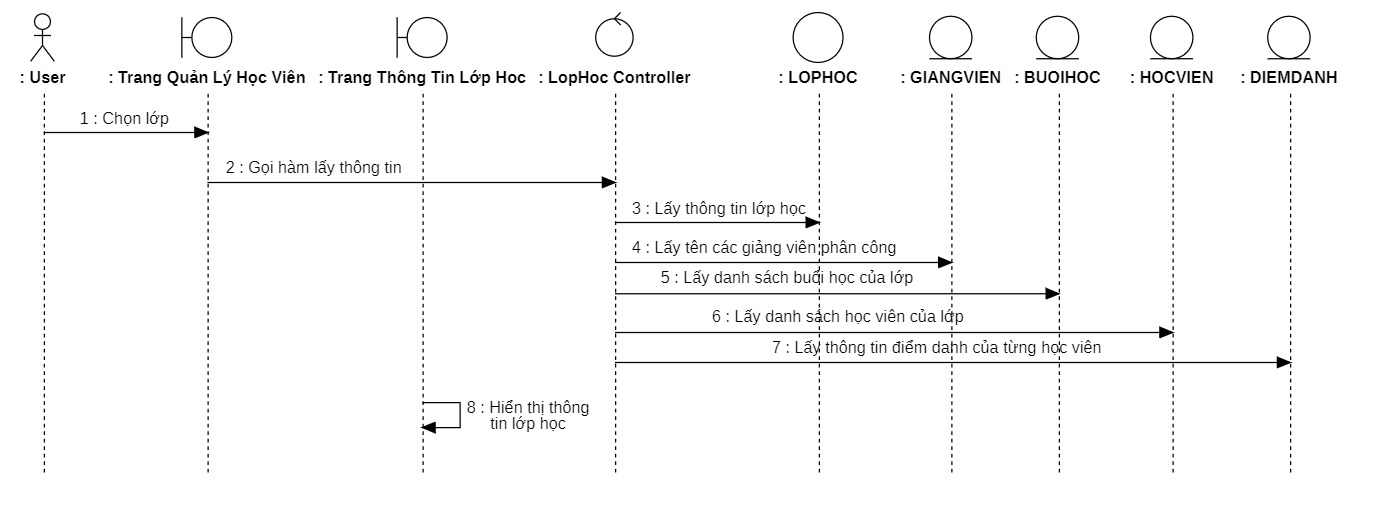 : User
: Trang Quản Lý Học Viên
: Trang Thông Tin Lớp Hoc
: LopHoc Controller
: LOPHOC
: GIANGVIEN
: BUOIHOC
: HOCVIEN
: DIEMDANH
1 : Chọn lớp
2 : Gọi hàm lấy thông tin
3 : Lấy thông tin lớp học
4 : Lấy tên các giảng viên phân công
5 : Lấy danh sách buổi học của lớp
6 : Lấy danh sách học viên của lớp
7 : Lấy thông tin điểm danh của từng học viên
8 : Hiển thị thông
tin lớp học